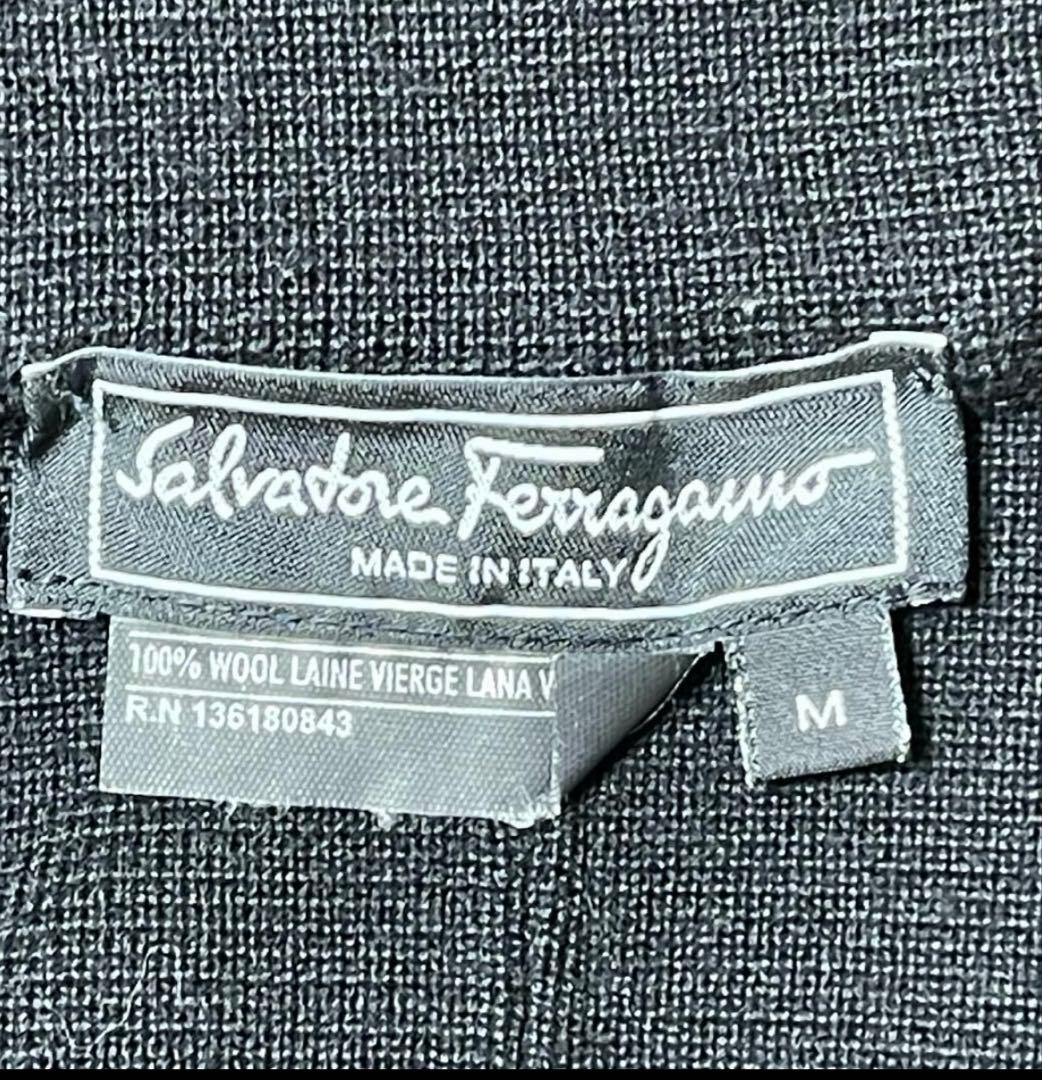 Salvatore Ferragamo
MADE IN ITALY
100% WOOL LAINE VIERGE LANA V
R.N 136180843
M